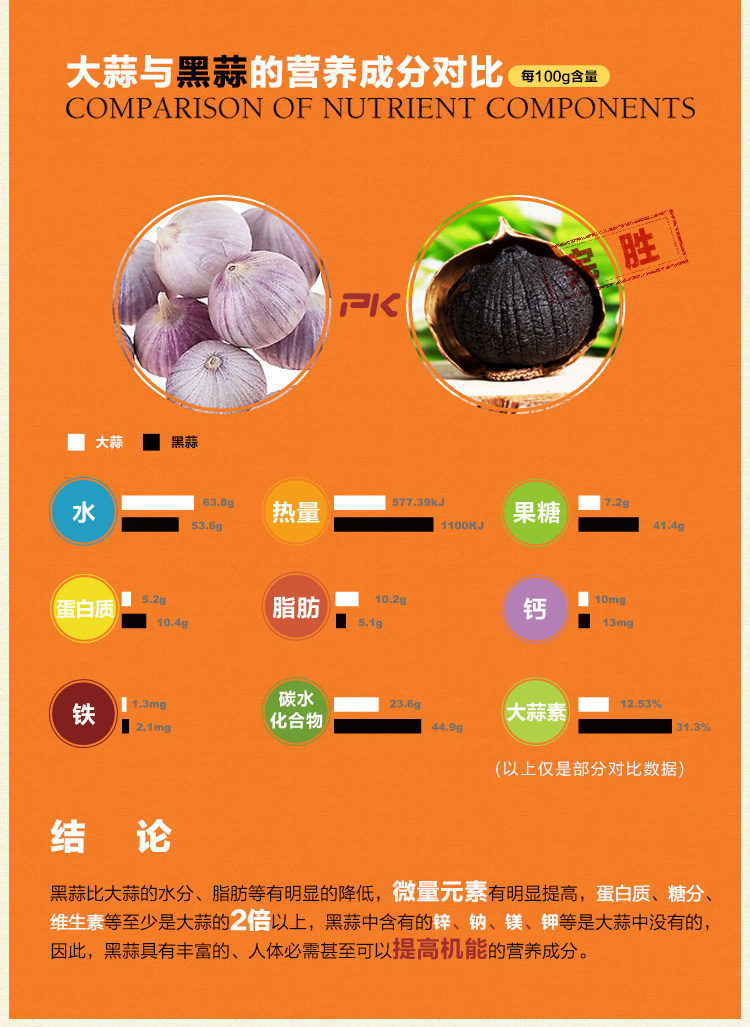 大蒜与黑蒜的营养成分对比 每100g含量
COMPARISON OF NUTRIENT COMPONENTS
PK
胜
大蒜 黑蒜
水 63.8g 53.6g
热量 577.39kJ 1100KJ
果糖 7.2g 41.4g
蛋白质 5.2g 10.4g
脂肪 10.2g 5.1g
钙 10mg 13mg
铁 1.3mg 2.1mg
碳水
化合物 23.6g 44.9g
大蒜素 12.53% 31.3%
(以上仅是部分对比数据)
结 论
黑蒜比大蒜的水分、脂肪等有明显的降低，微量元素有明显提高，蛋白质、糖分、
维生素等至少是大蒜的2倍以上，黑蒜中含有的锌、钠、镁、钾等是大蒜中没有的，
因此，黑蒜具有丰富的、人体必需甚至可以提高机能的营养成分。